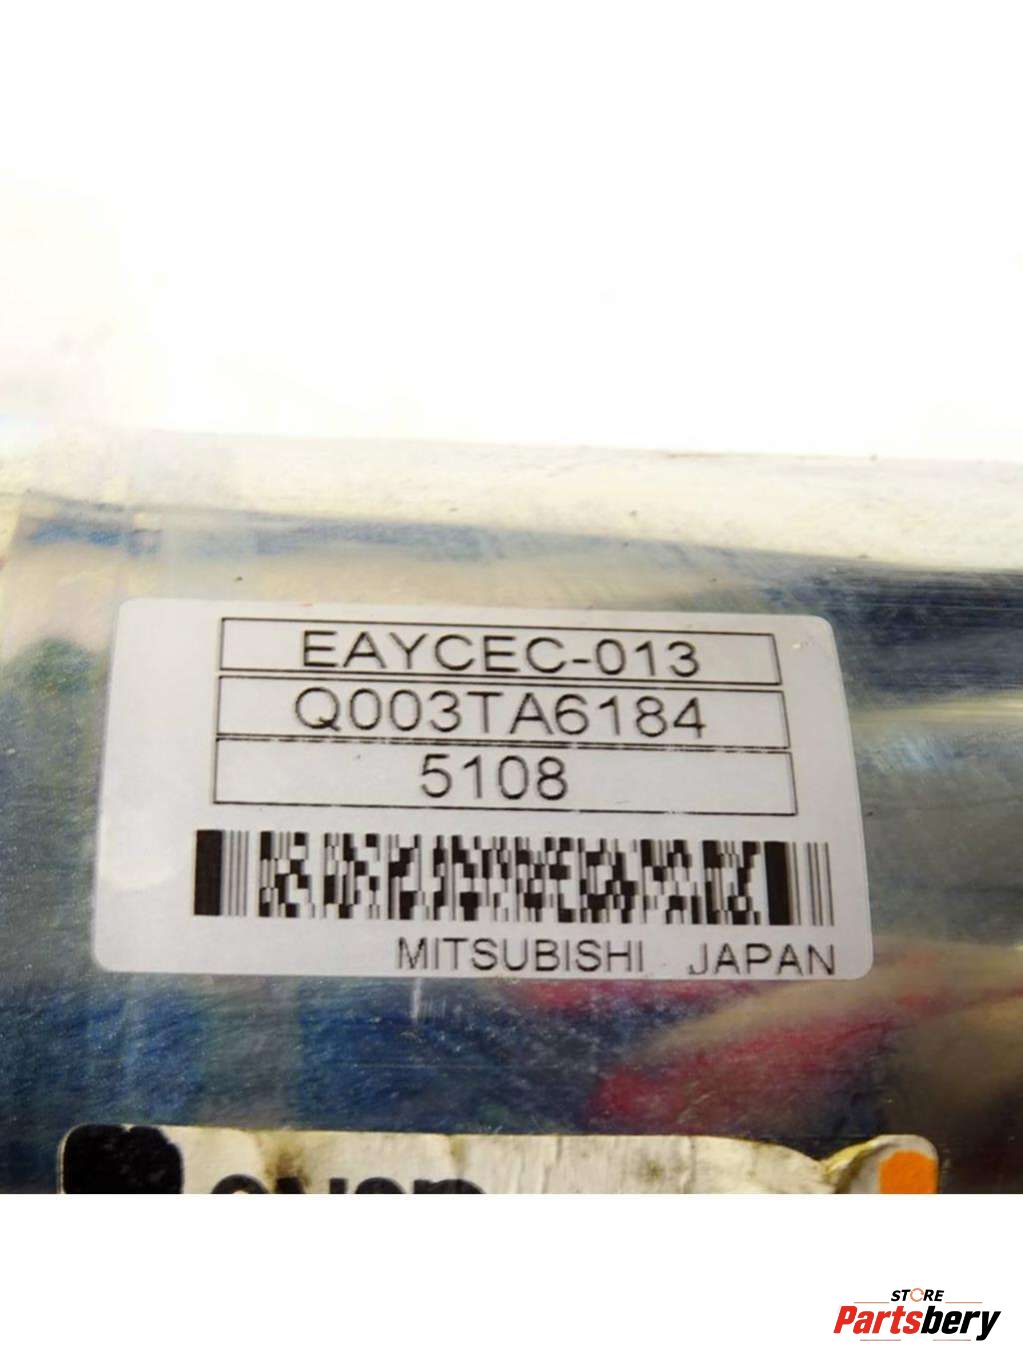 EAYCEC-013
Q003TA6184
5108
MITSUBISHI JAPAN
STORE
Partsbery